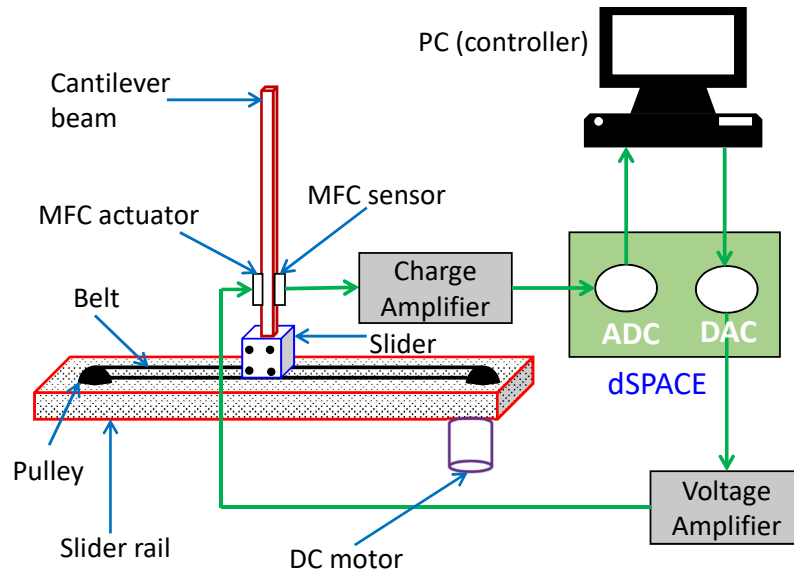 PC (controller)
Cantilever
beam
MFC actuator
MFC sensor
Charge
Amplifier
ADC
DAC
dSPACE
Belt
Slider
Pulley
Slider rail
DC motor
Voltage
Amplifier